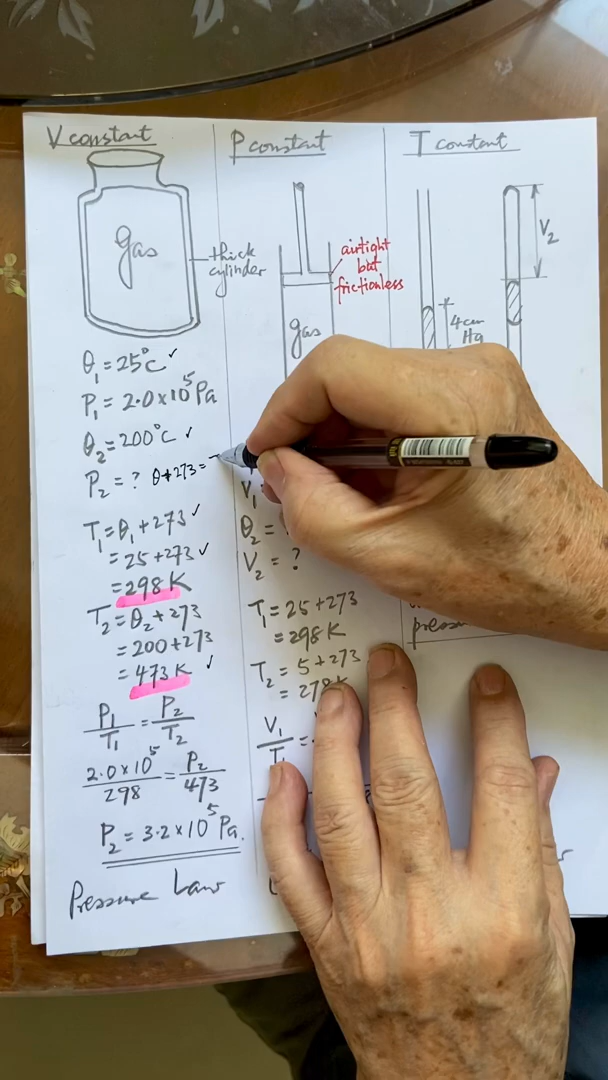 V constant
gas
thick
cylinder
θ₁ = 25°C ✓
P₁ = 2.0 x 10⁵ Pa
θ₂ = 200°C ✓
P₂ = ? θ + 273 =
T₁ = θ₁ + 273 ✓
= 25 + 273 ✓
= 298 K
T₂ = θ₂ + 273
= 200 + 273
= 473 K ✓
P₁/T₁ = P₂/T₂
2.0 x 10⁵/298 = P₂/473
P₂ = 3.2 x 10⁵ Pa.
Pressure Law
P constant
airtight
but
frictionless
gas
V₁
θ₂ =
V₂ = ?
T₁ = 25 + 273
= 298 K
T₂ = 5 + 273
= 278 K
V₁/T₁ =
T constant
V₂
4 cm
Hg